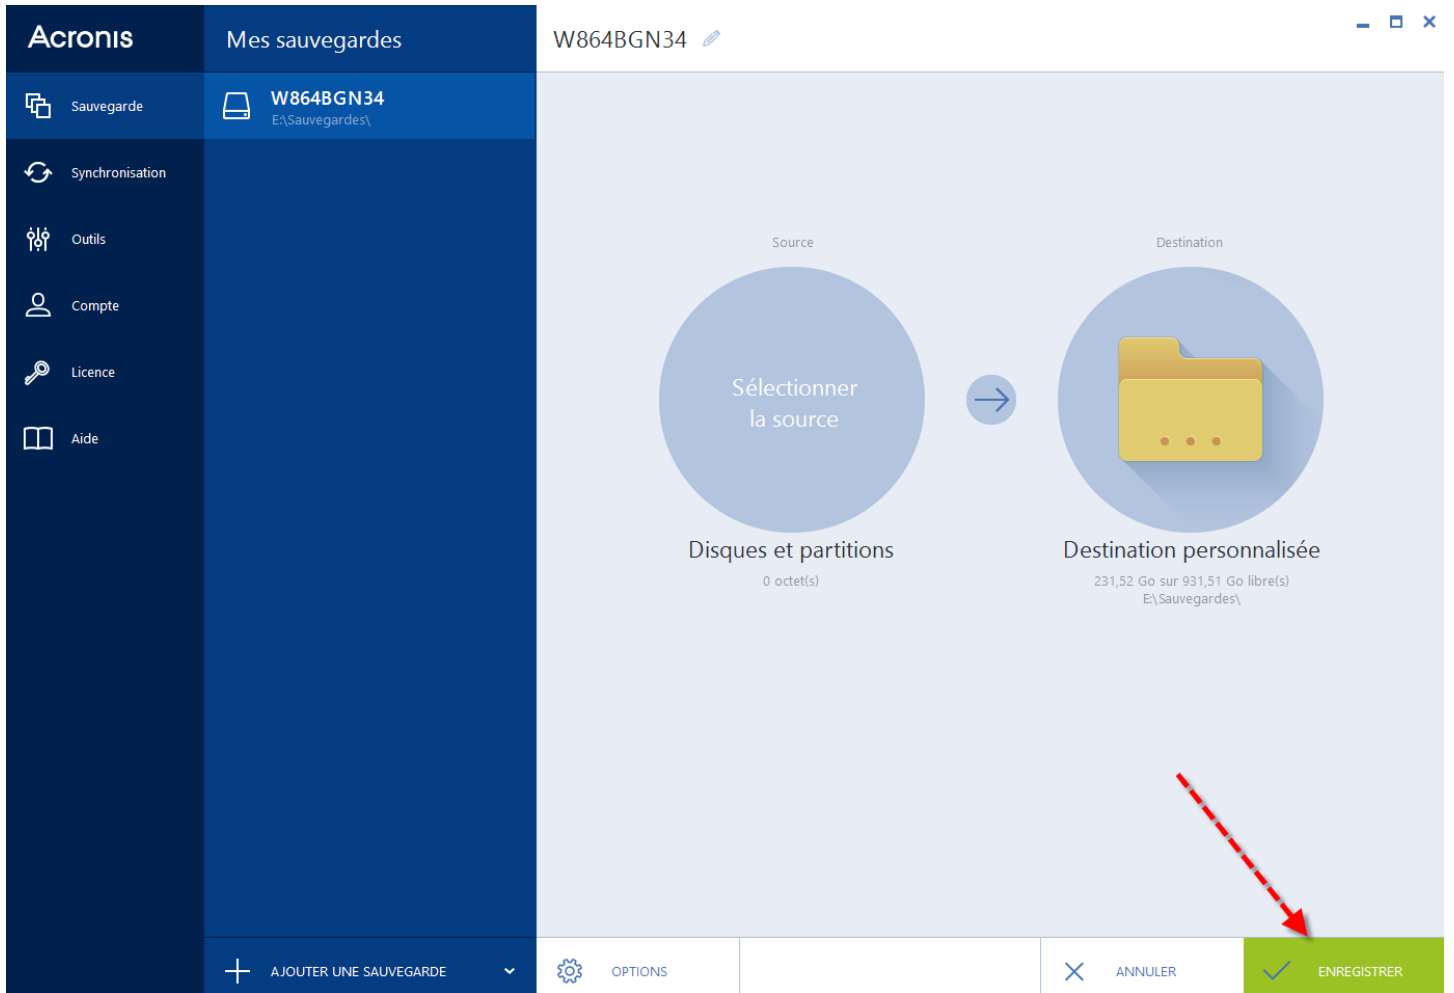 Acronis
Mes sauvegardes
W864BGN34
Sauvegarde
W864BGN34
E:\Sauvegardes\
Synchronisation
Outils
Compte
Licence
Aide
Source
Destination
Sélectionner
la source
Disques et partitions
0 octet(s)
Destination personnalisée
231,52 Go sur 931,51 Go libre(s)
E:\Sauvegardes\
AJOUTER UNE SAUVEGARDE
OPTIONS
ANNULER
ENREGISTRER